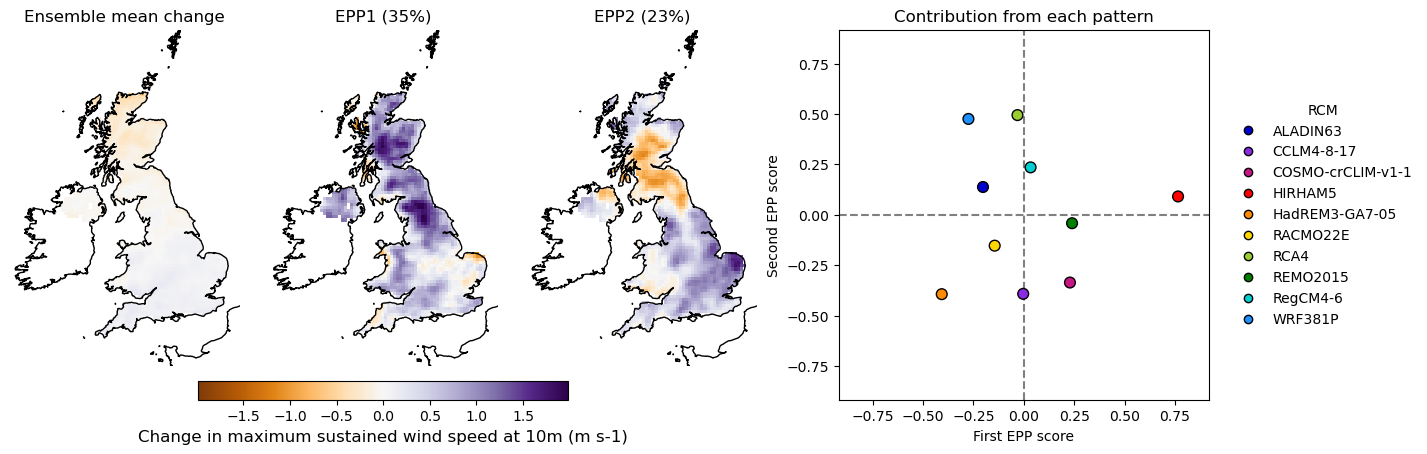 Ensemble mean change
EPP1 (35%)
EPP2 (23%)
Contribution from each pattern
−1.5 −1.0 −0.5 0.0 0.5 1.0 1.5
Change in maximum sustained wind speed at 10m (m s-1)
Second EPP score
0.75
0.50
0.25
0.00
−0.25
−0.50
−0.75
−0.75 −0.50 −0.25 0.00 0.25 0.50 0.75
First EPP score
RCM
ALADIN63
CCLM4-8-17
COSMO-crCLIM-v1-1
HIRHAM5
HadREM3-GA7-05
RACMO22E
RCA4
REMO2015
RegCM4-6
WRF381P